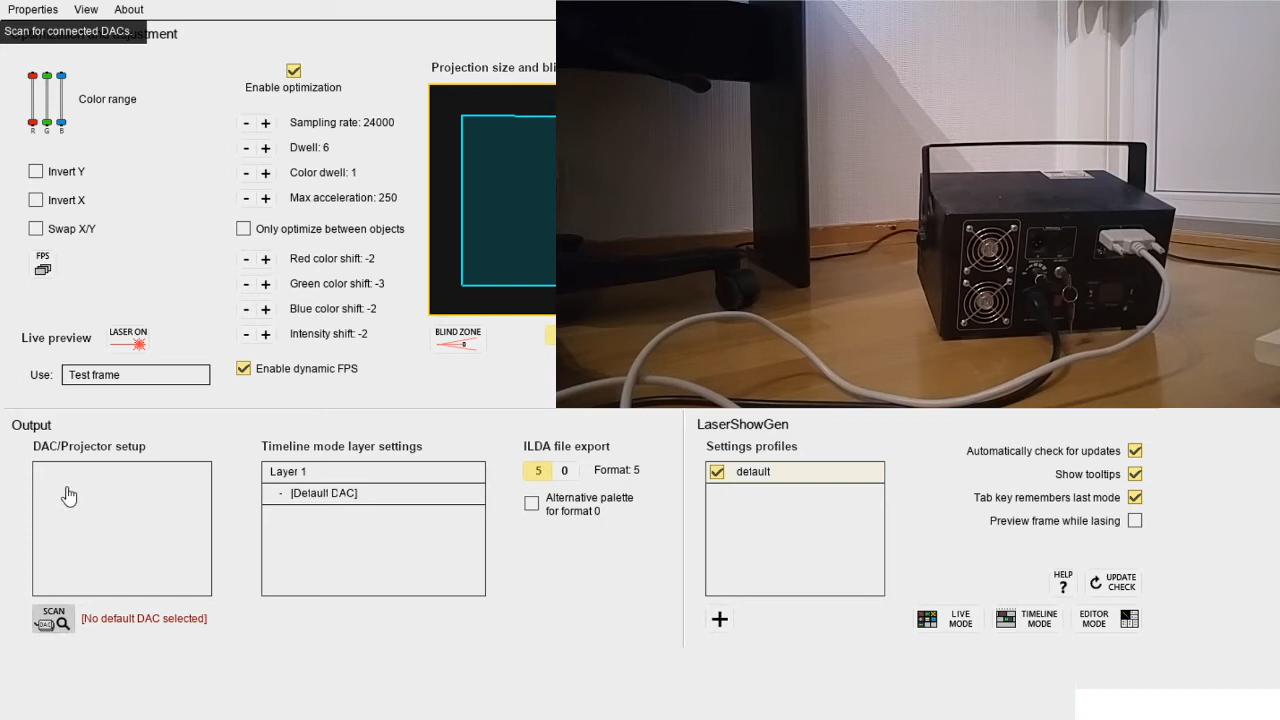 Properties View About
Scan for connected DACs.
adjustment
Color range
R G B
Invert Y
Invert X
Swap X/Y
FPS
Live preview LASER ON
Use: Test frame
Enable optimization
- + Sampling rate: 24000
- + Dwell: 6
- + Color dwell: 1
- + Max acceleration: 250
Only optimize between objects
- + Red color shift: -2
- + Green color shift: -3
- + Blue color shift: -2
- + Intensity shift: -2
Enable dynamic FPS
Projection size and bli
BLIND ZONE
Output
DAC/Projector setup
SCAN
DAC
[No default DAC selected]
Timeline mode layer settings
Layer 1
- [Default DAC]
ILDA file export
5 0 Format: 5
Alternative palette
for format 0
LaserShowGen
Settings profiles
default
+
Automatically check for updates
Show tooltips
Tab key remembers last mode
Preview frame while lasing
HELP
?
UPDATE
CHECK
LIVE
MODE
TIMELINE
MODE
EDITOR
MODE